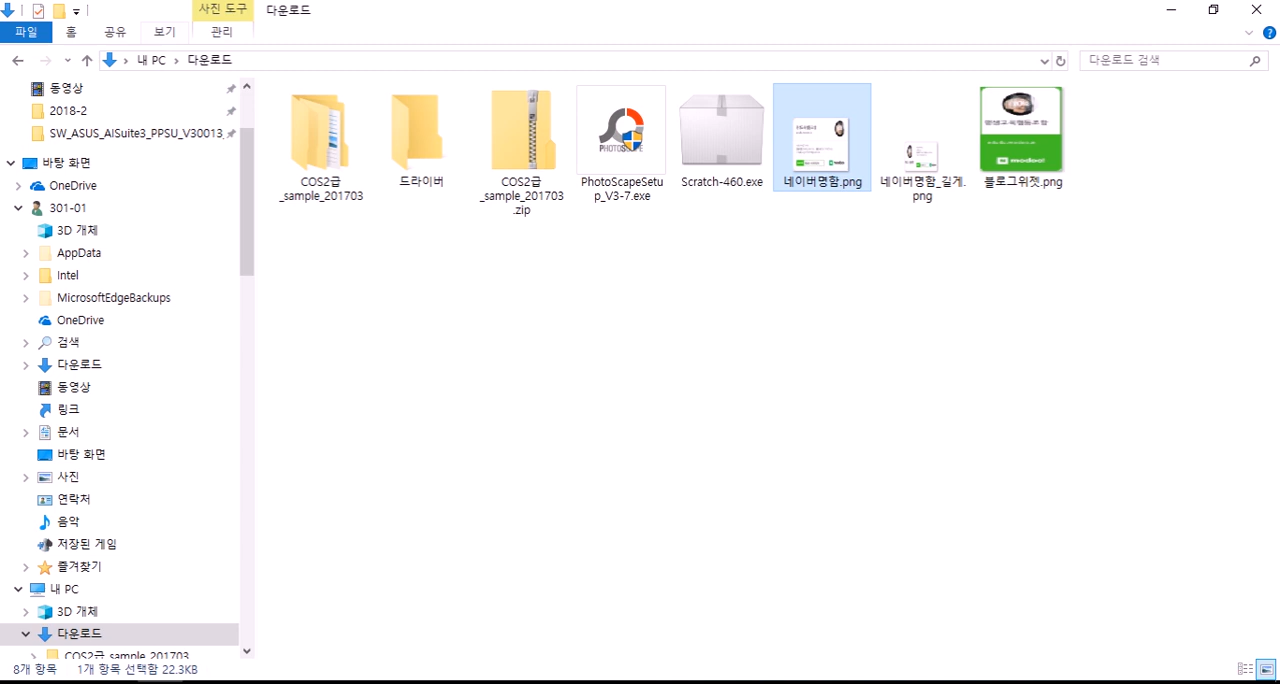 사진 도구
다운로드
파일
홈
공유
보기
관리
내 PC
다운로드
다운로드 검색
동영상
2018-2
SW_ASUS_AISuite3_PPSU_V30013_
바탕 화면
OneDrive
301-01
3D 개체
AppData
Intel
MicrosoftEdgeBackups
OneDrive
검색
다운로드
동영상
링크
문서
바탕 화면
사진
연락처
음악
저장된 게임
즐겨찾기
내 PC
3D 개체
다운로드
COS2급_sample_201703
COS2급
_sample_201703
드라이버
COS2급
_sample_201703
.zip
PHOTOSCAPE
PhotoScapeSetu
p_V3-7.exe
Scratch-460.exe
네이버명함.png
네이버명함_길게.
png
modoo!
블로그위젯.png
8개 항목
1개 항목 선택함 22.3KB